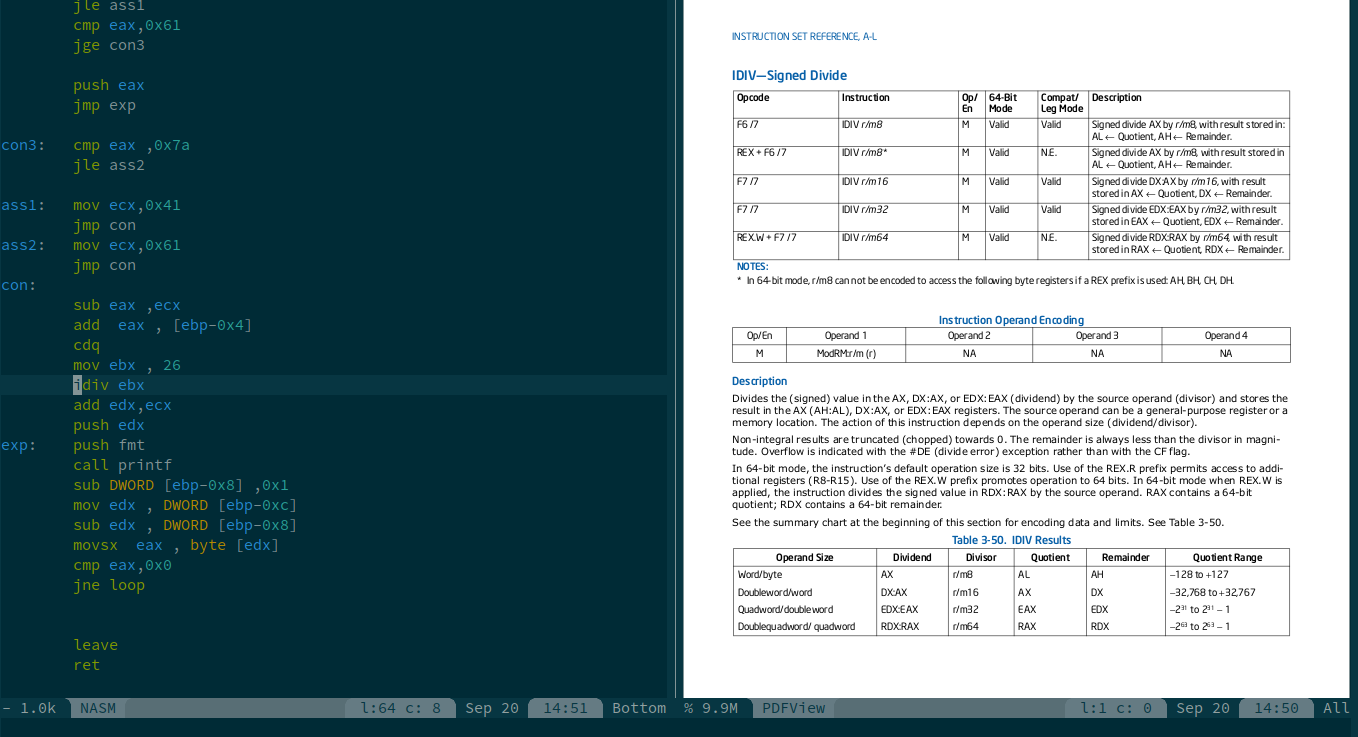 jle ass1
cmp eax,0x61
jge con3
push eax
jmp exp
con3: cmp eax ,0x7a
jle ass2
ass1: mov ecx,0x41
jmp con
ass2: mov ecx,0x61
jmp con
con:
sub eax ,ecx
add  eax , [ebp-0x4]
cdq
mov ebx , 26
idiv ebx
add edx,ecx
push edx
exp: push fmt
call printf
sub DWORD [ebp-0x8] ,0x1
mov edx , DWORD [ebp-0xc]
sub edx , DWORD [ebp-0x8]
movsx  eax , byte [edx]
cmp eax,0x0
jne loop
leave
ret
- 1.0k NASM l:64 c: 8 Sep 20 14:51 Bottom
INSTRUCTION SET REFERENCE, A-L
IDIV—Signed Divide
Opcode Instruction Op/ En 64-Bit Mode Compat/ Leg Mode Description
F6 /7 IDIV r/m8 M Valid Valid Signed divide AX by r/m8, with result stored in:
AL ← Quotient, AH ← Remainder.
REX + F6 /7 IDIV r/m8* M Valid N.E. Signed divide AX by r/m8, with result stored in
AL ← Quotient, AH ← Remainder.
F7 /7 IDIV r/m16 M Valid Valid Signed divide DX:AX by r/m16, with result
stored in AX ← Quotient, DX ← Remainder.
F7 /7 IDIV r/m32 M Valid Valid Signed divide EDX:EAX by r/m32, with result
stored in EAX ← Quotient, EDX ← Remainder.
REX.W + F7 /7 IDIV r/m64 M Valid N.E. Signed divide RDX:RAX by r/m64, with result
stored in RAX ← Quotient, RDX ← Remainder.
NOTES:
* In 64-bit mode, r/m8 can not be encoded to access the following byte registers if a REX prefix is used: AH, BH, CH, DH.
Instruction Operand Encoding
Op/En Operand 1 Operand 2 Operand 3 Operand 4
M ModRM:r/m (r) NA NA NA
Description
Divides the (signed) value in the AX, DX:AX, or EDX:EAX (dividend) by the source operand (divisor) and stores the
result in the AX (AH:AL), DX:AX, or EDX:EAX registers. The source operand can be a general-purpose register or a
memory location. The action of this instruction depends on the operand size (dividend/divisor).
Non-integral results are truncated (chopped) towards 0. The remainder is always less than the divisor in magni-
tude. Overflow is indicated with the #DE (divide error) exception rather than with the CF flag.
In 64-bit mode, the instruction's default operation size is 32 bits. Use of the REX.R prefix permits access to addi-
tional registers (R8-R15). Use of the REX.W prefix promotes operation to 64 bits. In 64-bit mode when REX.W is
applied, the instruction divides the signed value in RDX:RAX by the source operand. RAX contains a 64-bit
quotient; RDX contains a 64-bit remainder.
See the summary chart at the beginning of this section for encoding data and limits. See Table 3-50.
Table 3-50. IDIV Results
Operand Size Dividend Divisor Quotient Remainder Quotient Range
Word/byte AX r/m8 AL AH −128 to +127
Doubleword/word DX:AX r/m16 AX DX −32,768 to +32,767
Quadword/doubleword EDX:EAX r/m32 EAX EDX −2³¹ to 2³¹ − 1
Doublequadword/ quadword RDX:RAX r/m64 RAX RDX −2⁶³ to 2⁶³ − 1
% 9.9M PDFView l:1 c: 0 Sep 20 14:50 All